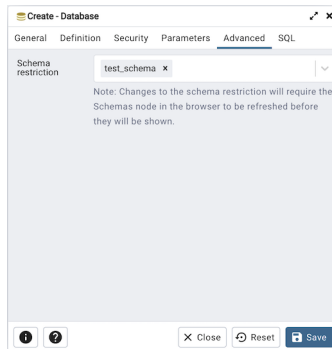 Create - Database
General Definition Security Parameters Advanced SQL
Schema restriction
test_schema ×
Note: Changes to the schema restriction will require the
Schemas node in the browser to be refreshed before
they will be shown.
Close Reset Save